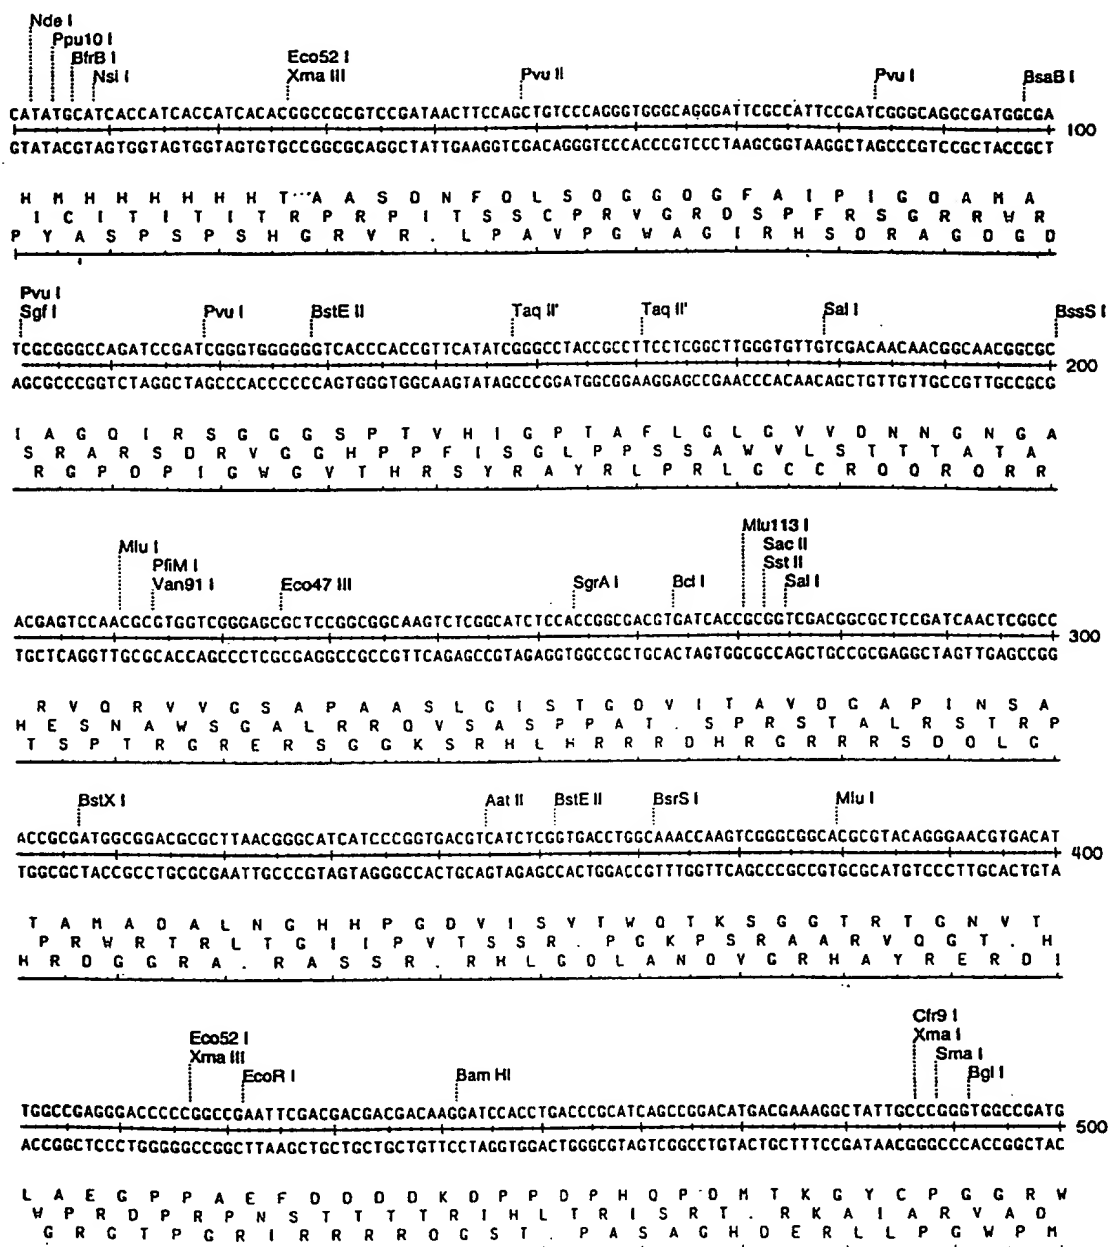 Nde I
Ppu10 I
BfrB I
Nsi I
Eco52 I
Xma III
Pvu II
Pvu I
BsaB I
CATATGCATCACCATCACCATCACACGGCCGCGTCCGATAACTTCCAGCTGTCCCAGGGTGGGCAGGGATTCGCCATTCCGATCGGGCAGGCGATGGCGA
100
GTATACGTAGTGGTAGTGGTAGTGTGCCGGCGCAGGCTATTGAAGGTCGACAGGGTCCCACCCGTCCCTAAGCGGTAAGGCTAGCCCGTCCGCTACCGCT
H M H H H H H H T A A S D N F Q L S Q G G Q G F A I P I G Q A M A
I C I T I T I T R P R P I T S S C P R V G R D S P F R S G R R W R
P Y A S P S P S H G R V R . L P A V P G W A G I R H S D R A G D G D
Pvu I
Sgf I
Pvu I
BstE II
Taq II'
Taq II'
Sal I
BssS I
TCGCGGGCCAGATCCGATCGGGTGGGGGGTCACCCACCGTTCATATCGGGCCTACCGCCTTCCTCGGCTTGGGTGTTGTCGACAACAACGGCAACGGCGC
200
AGCGCCCGGTCTAGGCTAGCCCACCCCCCAGTGGGTGGCAAGTATAGCCCGGATGGCGGAAGGAGCCGAACCCACAACAGCTGTTGTTGCCGTTGCCGCG
I A G Q I R S G G G S P T V H I G P T A F L G L G V V D N N G N G A
S R A R S D R V G G H P P F I S G L P P S S A W V L S T T T A T A
R G P D P I G W G V T H R S Y R A Y R L P R L G C C R Q Q R Q R R
Mlu I
PflM I
Van91 I
Eco47 III
SgrA I
Bcl I
Mlu113 I
Sac II
Sst II
Sal I
ACGAGTCCAACGCGTGGTCGGGAGCGCTCCGGCGGCAAGTCTCGGCATCTCCACCGGCGACGTGATCACCGCGGTCGACGGCGCTCCGATCAACTCGGCC
300
TGCTCAGGTTGCGCACCAGCCCTCGCGAGGCCGCCGTTCAGAGCCGTAGAGGTGGCCGCTGCACTAGTGGCGCCAGCTGCCGCGAGGCTAGTTGAGCCGG
R V Q R V V G S A P A A S L G I S T G D V I T A V D G A P I N S A
H E S N A W S G A L R R Q V S A S P P A T . S P R S T A L R S T R P
T S P T R G R E R S G G K S R H L H R R R D H R G R R R S D Q L G
BstX I
Aat II
BstE II
BsrS I
Mlu I
ACCGCGATGGCGGACGCGCTTAACGGGCATCATCCCGGTGACGTCATCTCGGTGACCTGGCAAACCAAGTCGGGCGGCACGCGTACAGGGAACGTGACAT
400
TGGCGCTACCGCCTGCGCGAATTGCCCGTAGTAGGGCCACTGCAGTAGAGCCACTGGACCGTTTGGTTCAGCCCGCCGTGCGCATGTCCCTTGCACTGTA
T A M A D A L N G H H P G D V I S V T W Q T K S G G T R T G N V T
P R W R T R L T G I I P V T S S R . P G K P S R A A R V Q G T . H
H R D G G R A . R A S S R . R H L G D L A N Q V G R H A Y R E R D I
Eco52 I
Xma III
EcoR I
Bam HI
Cfr9 I
Xma I
Sma I
Bgl I
TGGCCGAGGGACCCCCGGCCGAATTCGACGACGACGACAAGGATCCACCTGACCCGCATCAGCCGGACATGACGAAAGGCTATTGCCCGGGTGGCCGATG
500
ACCGGCTCCCTGGGGGCCGGCTTAAGCTGCTGCTGCTGTTCCTAGGTGGACTGGGCGTAGTCGGCCTGTACTGCTTTCCGATAACGGGCCCACCGGCTAC
L A E G P P A E F D D D D K D P P D P H Q P D M T K G Y C P G G R W
W P R D P R P N S T T T T R I H L T R I S R T . R K A I A R V A D
G R G T P G R I R R R R Q G S T . P A S A G H D E R L L P G W P M